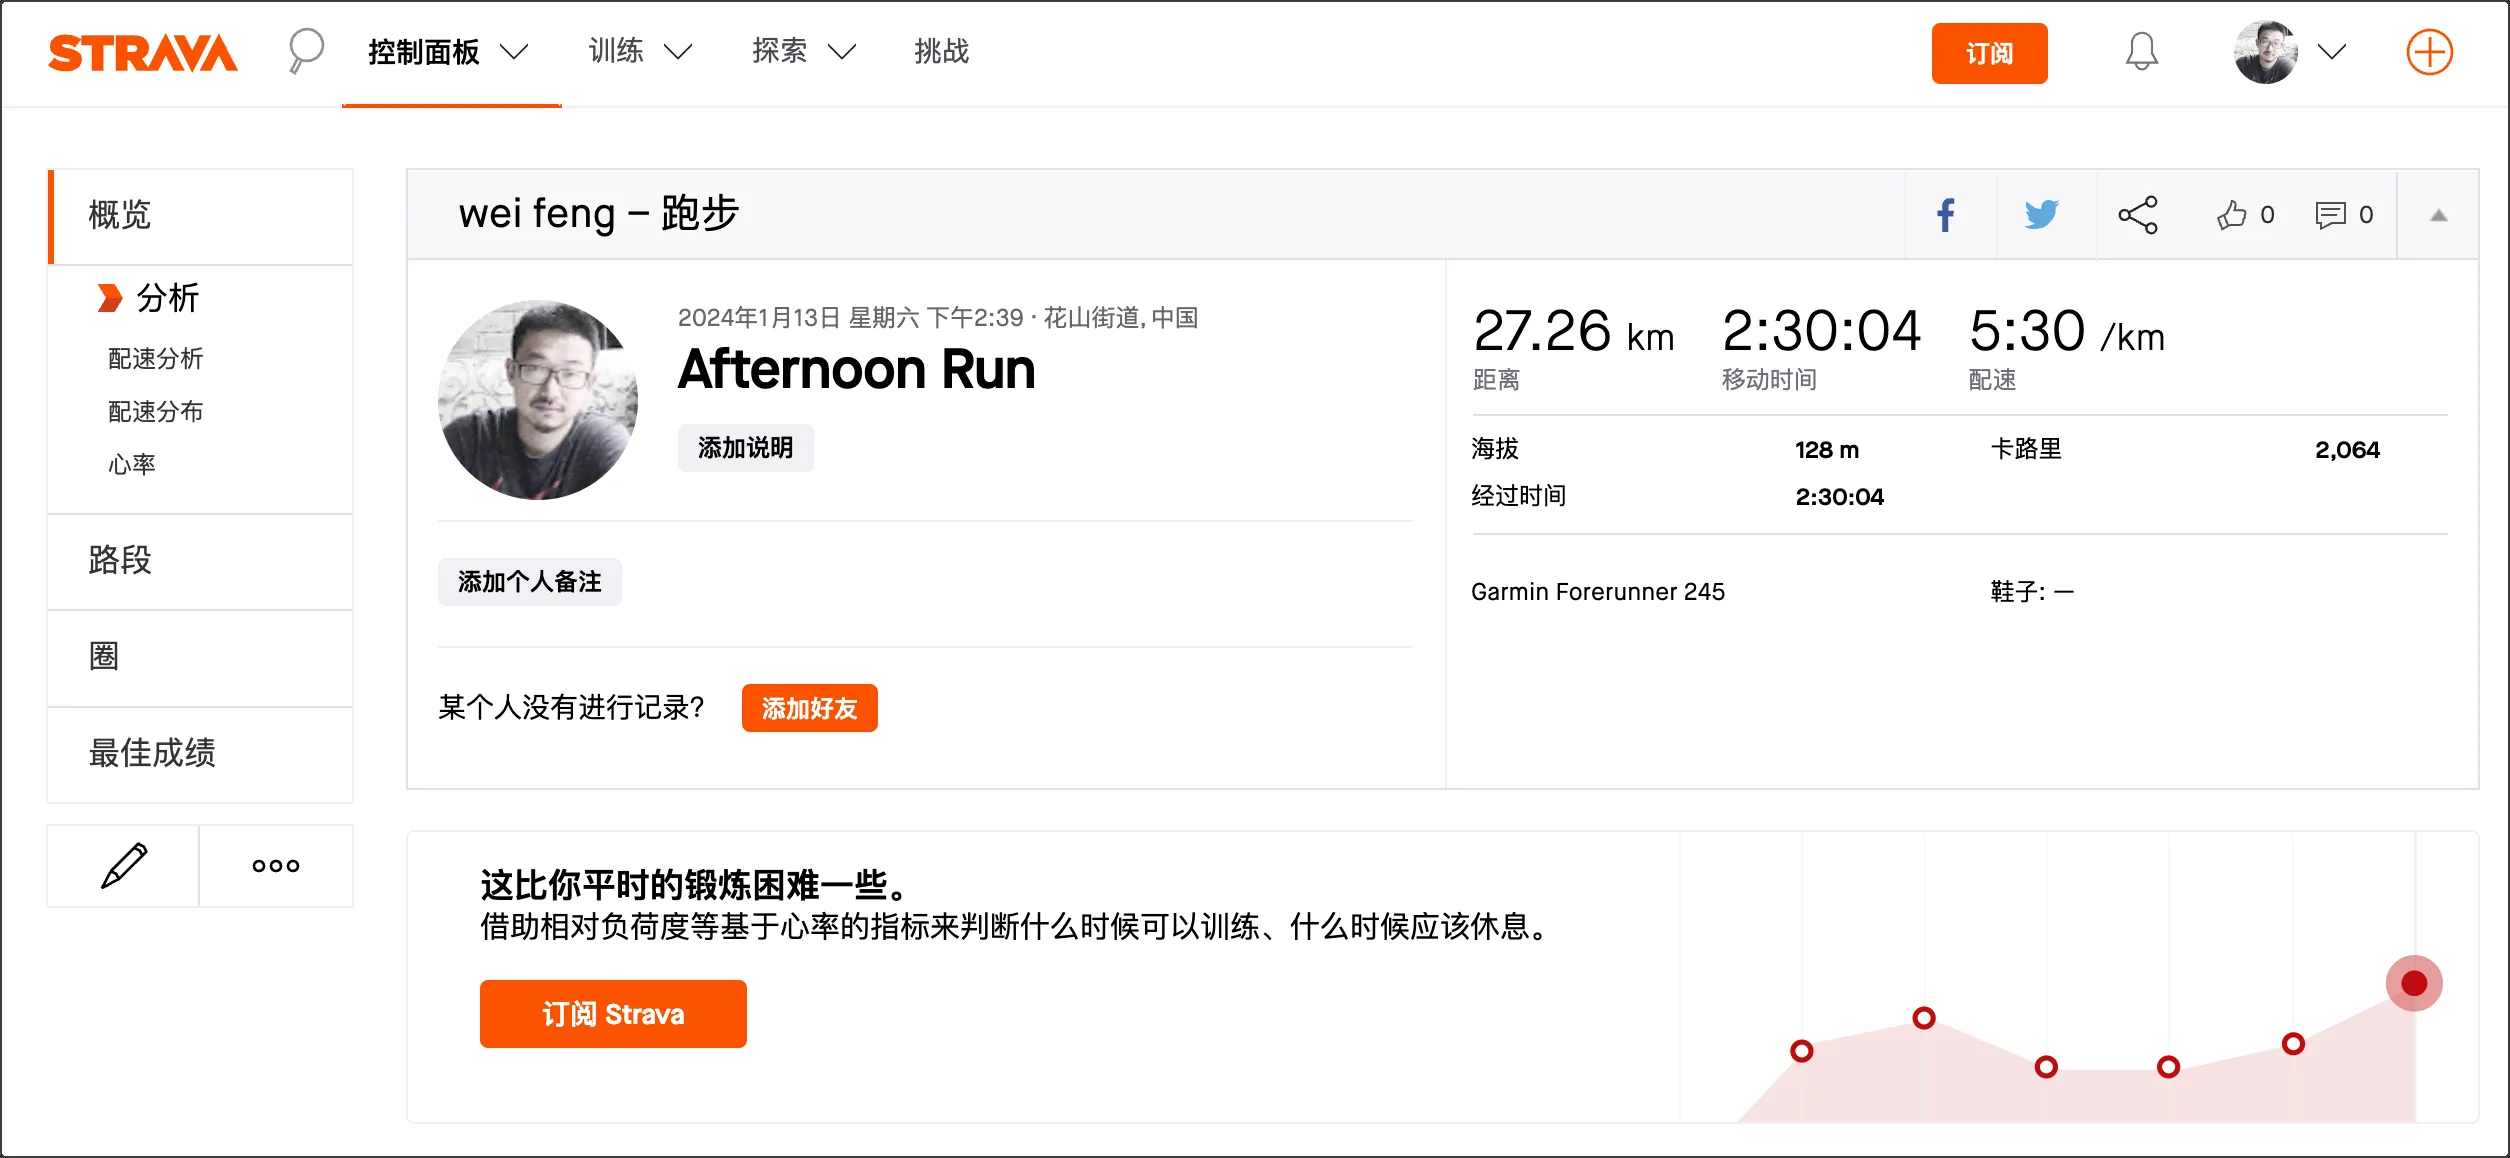 STRAVA 控制面板 训练 探索 挑战 订阅
概览
分析
配速分析
配速分布
心率
路段
圈
最佳成绩
wei feng – 跑步
0 0
2024年1月13日 星期六 下午2:39 · 花山街道, 中国
Afternoon Run
添加说明
添加个人备注
某个人没有进行记录? 添加好友
27.26 km 2:30:04 5:30 /km
距离 移动时间 配速
海拔 128 m 卡路里 2,064
经过时间 2:30:04
Garmin Forerunner 245 鞋子: —
这比你平时的锻炼困难一些。
借助相对负荷度等基于心率的指标来判断什么时候可以训练、什么时候应该休息。
订阅 Strava